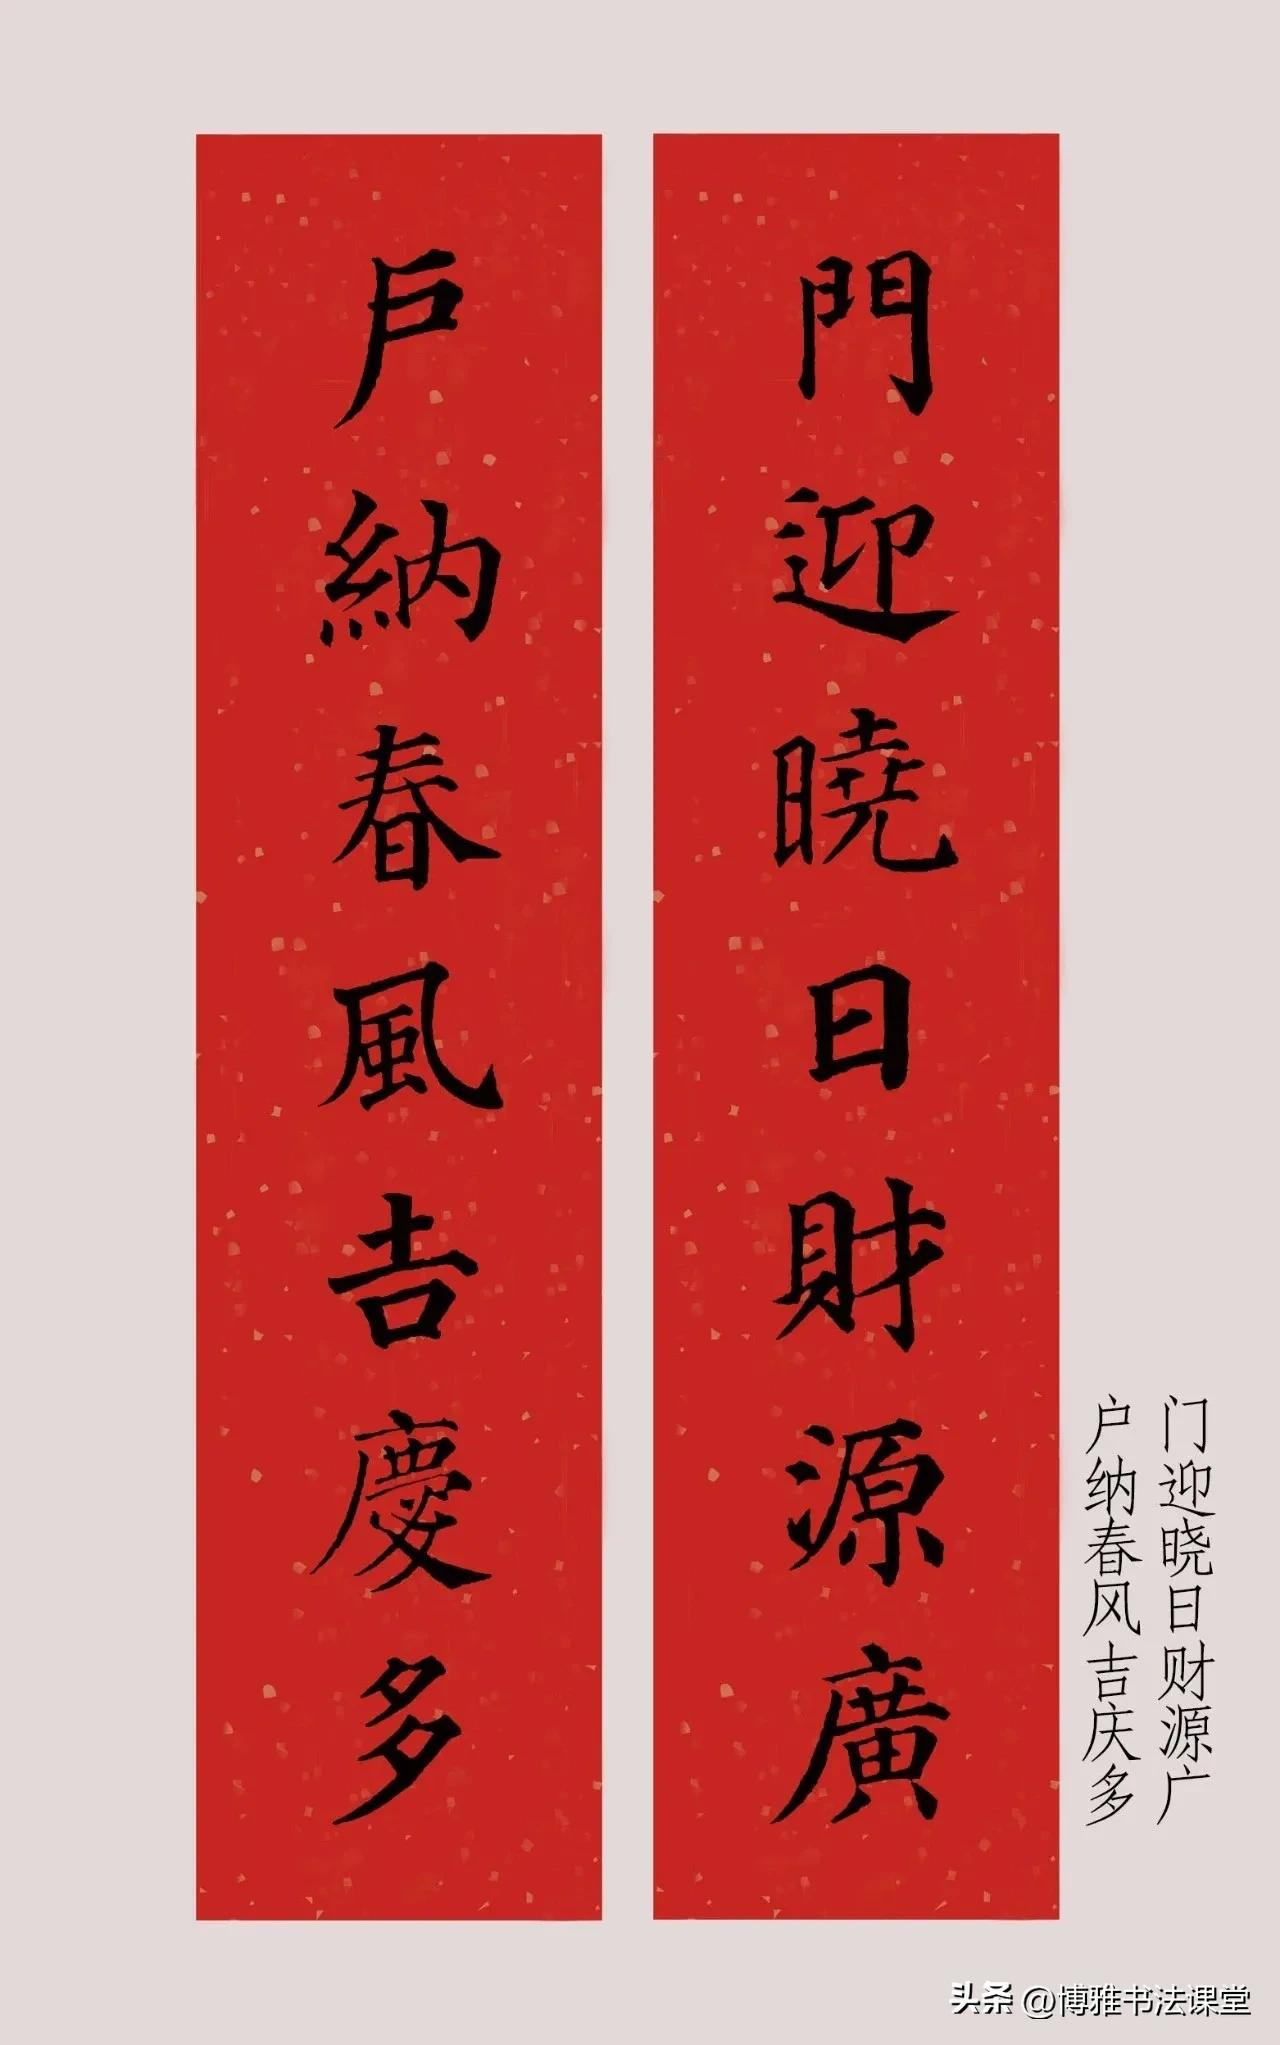 門迎曉日財源廣
戶納春風吉慶多
门迎晓日财源广
户纳春风吉庆多
头条 @博雅书法课堂